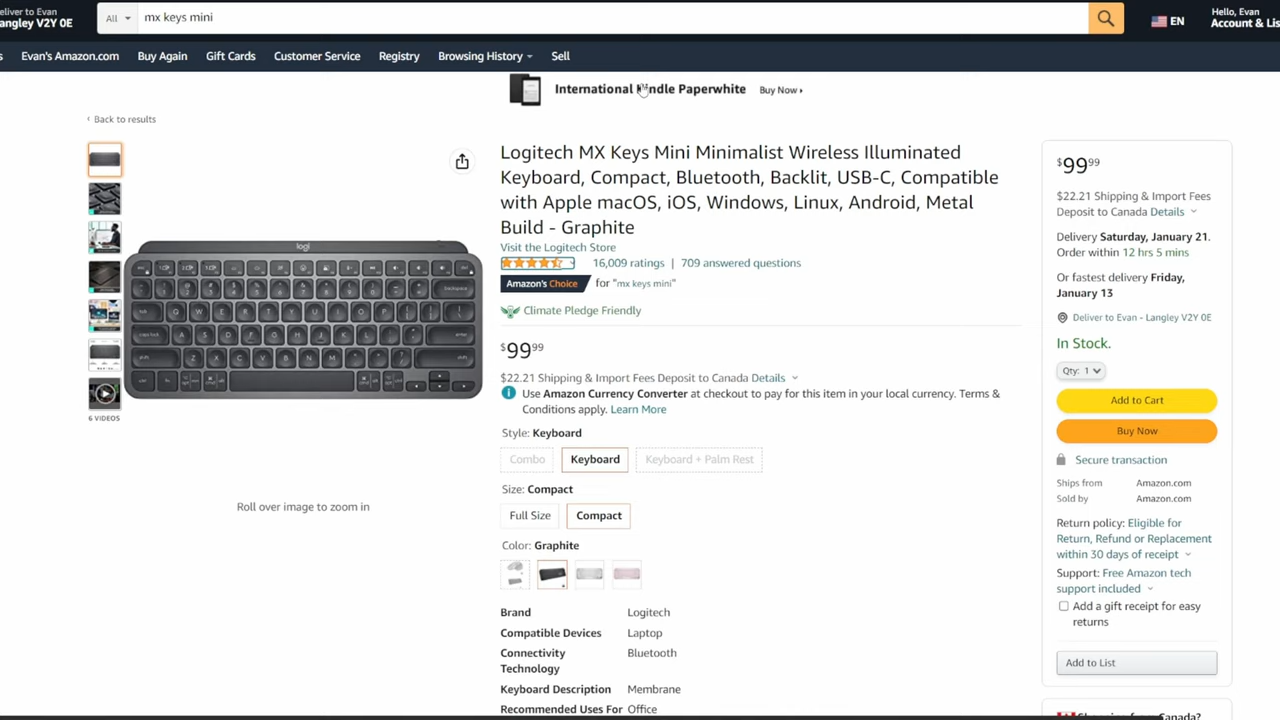 Deliver to Evan
Langley V2Y 0E
All
mx keys mini
EN
Hello, Evan
Account & Lis
s
Evan's Amazon.com
Buy Again
Gift Cards
Customer Service
Registry
Browsing History
Sell
International Kindle Paperwhite
Buy Now
Back to results
Logitech MX Keys Mini Minimalist Wireless Illuminated
Keyboard, Compact, Bluetooth, Backlit, USB-C, Compatible
with Apple macOS, iOS, Windows, Linux, Android, Metal
Build - Graphite
Visit the Logitech Store
16,009 ratings | 709 answered questions
Amazon's Choice for "mx keys mini"
Climate Pledge Friendly
$99 99
$22.21 Shipping & Import Fees Deposit to Canada Details
Use Amazon Currency Converter at checkout to pay for this item in your local currency. Terms &
Conditions apply. Learn More
Style: Keyboard
Combo
Keyboard
Keyboard + Palm Rest
Size: Compact
Full Size
Compact
Color: Graphite
Brand Logitech
Compatible Devices Laptop
Connectivity Bluetooth
Technology
Keyboard Description Membrane
Recommended Uses For Office
logi
backspace
tab
caps lock
enter
shift
shift
6 VIDEOS
Roll over image to zoom in
$99 99
$22.21 Shipping & Import Fees
Deposit to Canada Details
Delivery Saturday, January 21.
Order within 12 hrs 5 mins
Or fastest delivery Friday,
January 13
Deliver to Evan - Langley V2Y 0E
In Stock.
Qty: 1
Add to Cart
Buy Now
Secure transaction
Ships from Amazon.com
Sold by Amazon.com
Return policy: Eligible for
Return, Refund or Replacement
within 30 days of receipt
Support: Free Amazon tech
support included
Add a gift receipt for easy
returns
Add to List
Shopping from Canada?